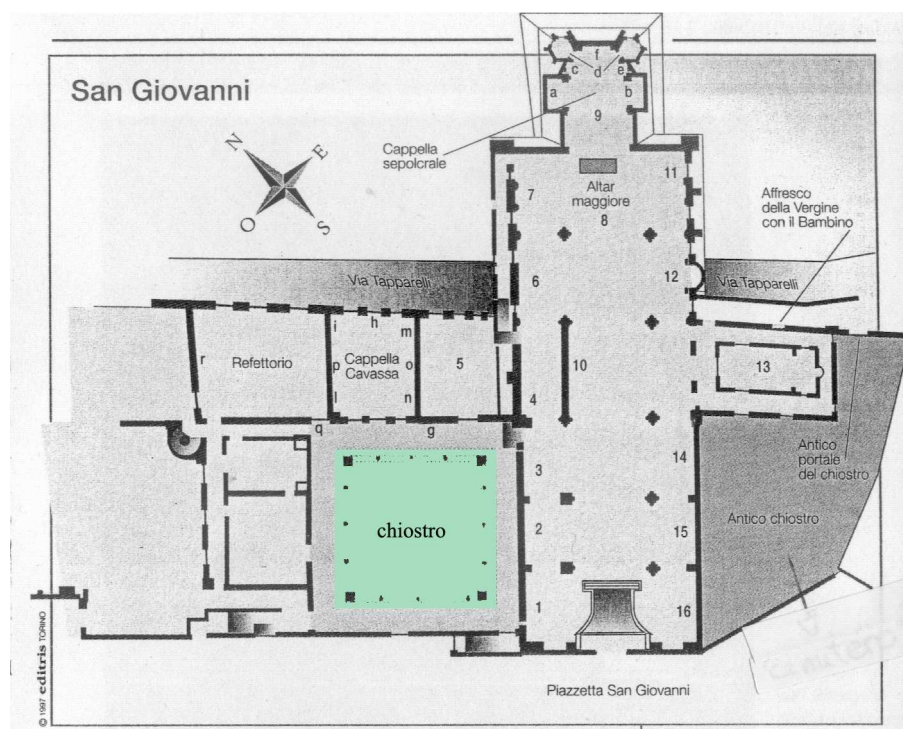 San Giovanni
N
E
O
S
f
c
d
e
a
b
9
Cappella
sepolcrale
Altar
maggiore
8
7
11
Affresco
della Vergine
con il Bambino
Via Tapparelli
6
12
Via Tapparelli
i
h
m
r
Refettorio
p
Cappella
Cavassa
o
5
10
13
l
n
4
q
g
Antico
portale
del chiostro
3
14
chiostro
2
15
Antico chiostro
1
16
cimitero
Piazzetta San Giovanni
© 1997 editris TORINO